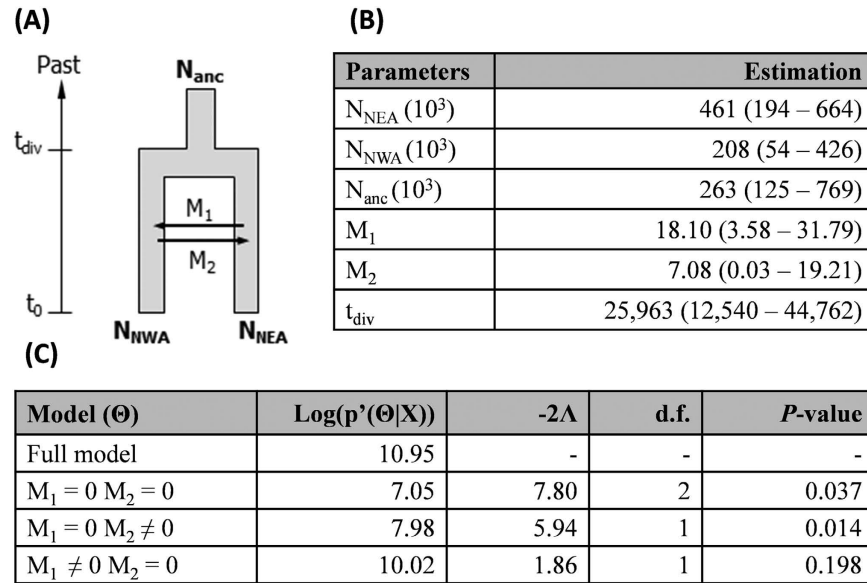 (A)
Past
N_anc
t_div
M_1
M_2
t_0
N_NWA N_NEA
(B)
Parameters Estimation
N_NEA (10^3) 461 (194 – 664)
N_NWA (10^3) 208 (54 – 426)
N_anc (10^3) 263 (125 – 769)
M_1 18.10 (3.58 – 31.79)
M_2 7.08 (0.03 – 19.21)
t_div 25,963 (12,540 – 44,762)
(C)
Model (Θ) Log(p’(Θ|X)) -2Λ d.f. P-value
Full model 10.95 - - -
M_1 = 0 M_2 = 0 7.05 7.80 2 0.037
M_1 = 0 M_2 ≠ 0 7.98 5.94 1 0.014
M_1 ≠ 0 M_2 = 0 10.02 1.86 1 0.198